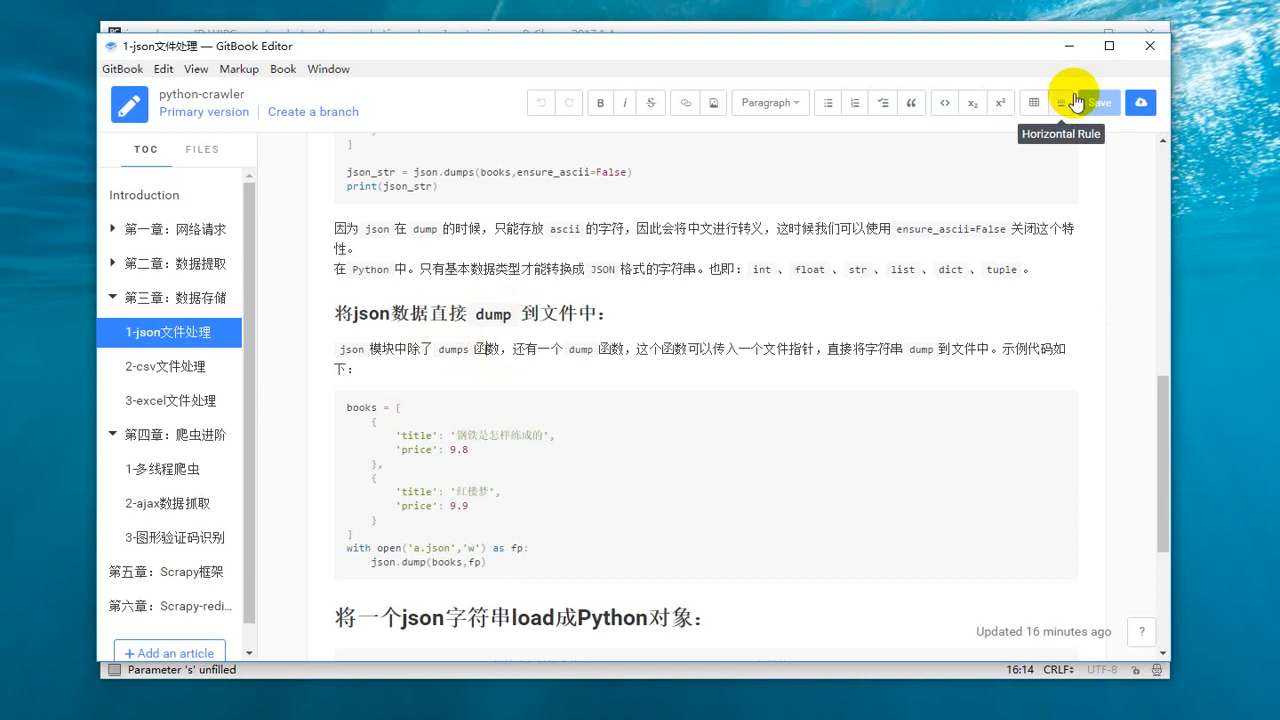 1-json文件处理 — GitBook Editor
GitBook Edit View Markup Book Window
python-crawler
Primary version Create a branch
B i S Paragraph x₂ x² Save
Horizontal Rule
TOC FILES
Introduction
第一章：网络请求
第二章：数据提取
第三章：数据存储
1-json文件处理
2-csv文件处理
3-excel文件处理
第四章：爬虫进阶
1-多线程爬虫
2-ajax数据抓取
3-图形验证码识别
第五章：Scrapy框架
第六章：Scrapy-redi...
+ Add an article
]
json_str = json.dumps(books,ensure_ascii=False)
print(json_str)
因为 json 在 dump 的时候，只能存放 ascii 的字符，因此会将中文进行转义，这时候我们可以使用 ensure_ascii=False 关闭这个特
性。
在 Python 中。只有基本数据类型才能转换成 JSON 格式的字符串。也即： int 、 float 、 str 、 list 、 dict 、 tuple 。
将json数据直接 dump 到文件中：
json 模块中除了 dumps 函数，还有一个 dump 函数，这个函数可以传入一个文件指针，直接将字符串 dump 到文件中。示例代码如
下：
books = [
{
'title': '钢铁是怎样练成的',
'price': 9.8
},
{
'title': '红楼梦',
'price': 9.9
}
]
with open('a.json','w') as fp:
json.dump(books,fp)
将一个json字符串load成Python对象：
Updated 16 minutes ago ?
Parameter 's' unfilled 16:14 CRLF UTF-8